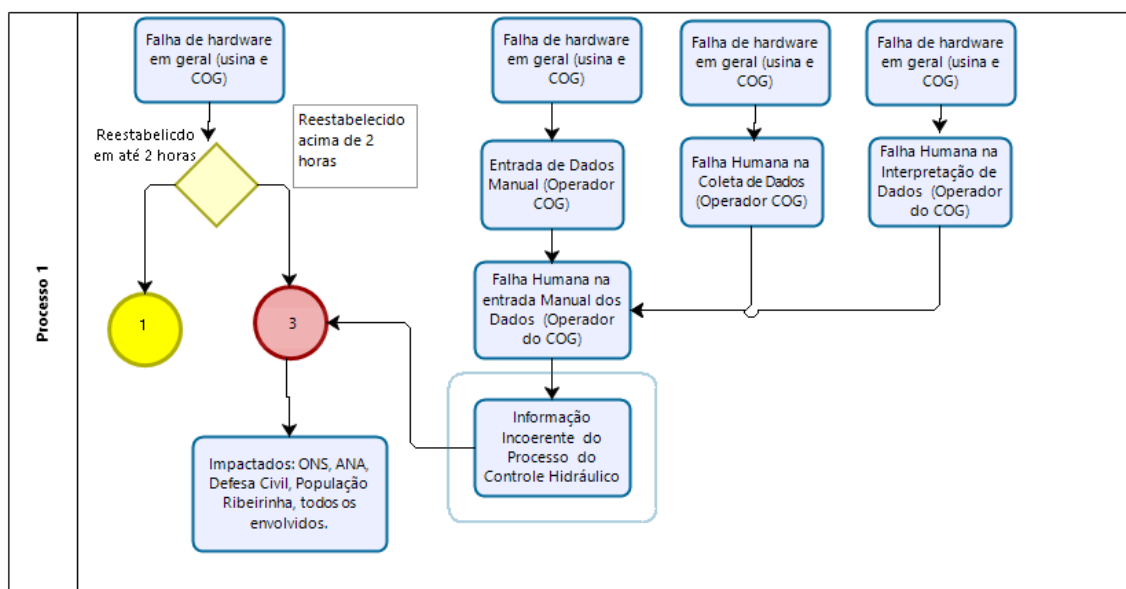 Processo 1
Falha de hardware
em geral (usina e
COG)
Reestabelicdo
em até 2 horas
Reestabelecido
acima de 2
horas
1
3
Impactados: ONS, ANA,
Defesa Civil, População
Ribeirinha, todos os
envolvidos.
Falha de hardware
em geral (usina e
COG)
Entrada de Dados
Manual (Operador
COG)
Falha Humana na
entrada Manual dos
Dados (Operador
do COG)
Informação
Incoerente do
Processo do
Controle Hidráulico
Falha de hardware
em geral (usina e
COG)
Falha Humana na
Coleta de Dados
(Operador COG)
Falha de hardware
em geral (usina e
COG)
Falha Humana na
Interpretação de
Dados (Operador
do COG)